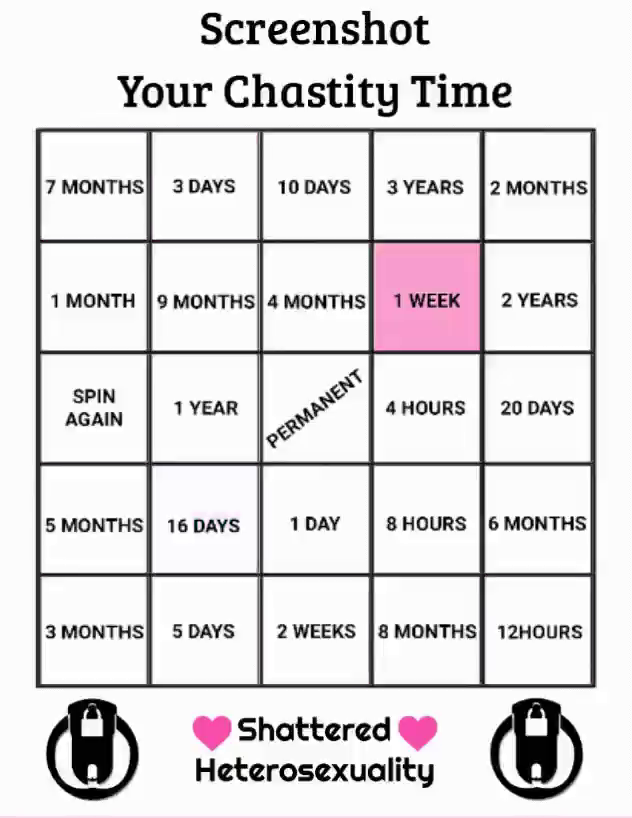 Screenshot
Your Chastity Time
7 MONTHS
3 DAYS
10 DAYS
3 YEARS
2 MONTHS
1 MONTH
9 MONTHS
4 MONTHS
1 WEEK
2 YEARS
SPIN
AGAIN
1 YEAR
PERMANENT
4 HOURS
20 DAYS
5 MONTHS
16 DAYS
1 DAY
8 HOURS
6 MONTHS
3 MONTHS
5 DAYS
2 WEEKS
8 MONTHS
12HOURS
Shattered
Heterosexuality